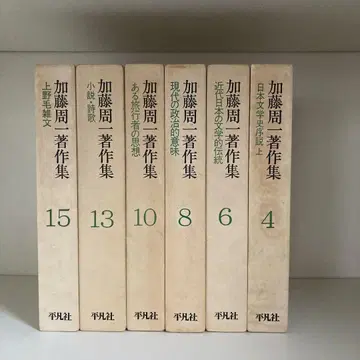 加藤周一著作集
上野毛雑文
15
平凡社
加藤周一著作集
小説・詩歌
13
平凡社
加藤周一著作集
ある旅行者の思想
10
平凡社
加藤周一著作集
現代の政治的意味
8
平凡社
加藤周一著作集
近代日本の文学的伝統
6
平凡社
加藤周一著作集
日本文学史序説 上
4
平凡社